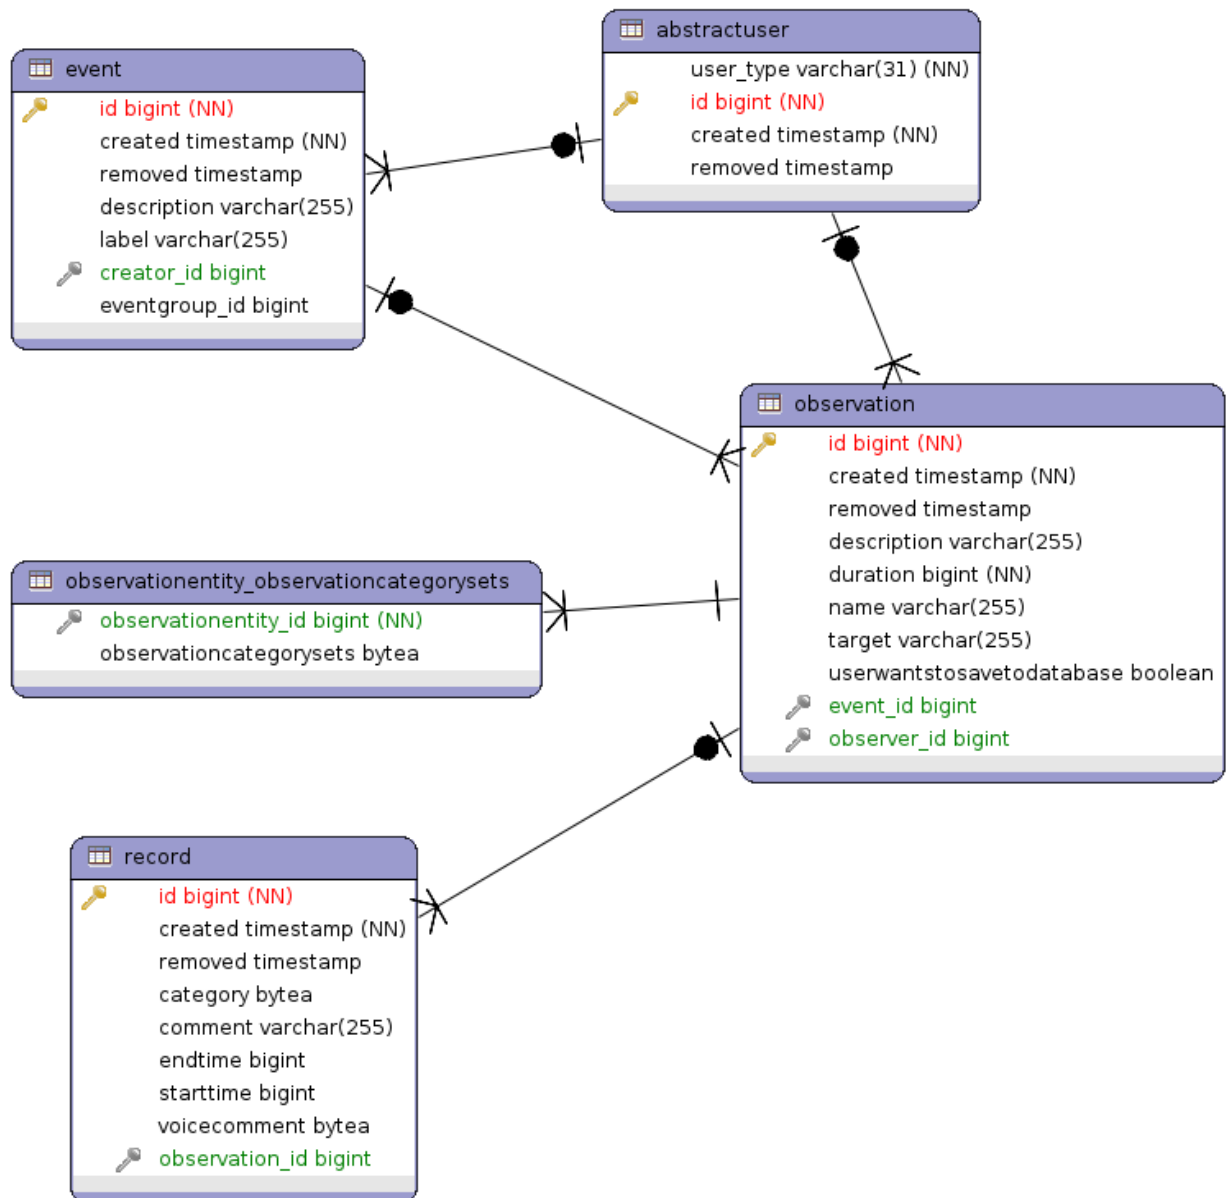 event
id bigint (NN)
created timestamp (NN)
removed timestamp
description varchar(255)
label varchar(255)
creator_id bigint
eventgroup_id bigint
abstractuser
user_type varchar(31) (NN)
id bigint (NN)
created timestamp (NN)
removed timestamp
observation
id bigint (NN)
created timestamp (NN)
removed timestamp
description varchar(255)
duration bigint (NN)
name varchar(255)
target varchar(255)
userwantstosavetodatabase boolean
event_id bigint
observer_id bigint
observationentity_observationcategorysets
observationentity_id bigint (NN)
observationcategorysets bytea
record
id bigint (NN)
created timestamp (NN)
removed timestamp
category bytea
comment varchar(255)
endtime bigint
starttime bigint
voicecomment bytea
observation_id bigint